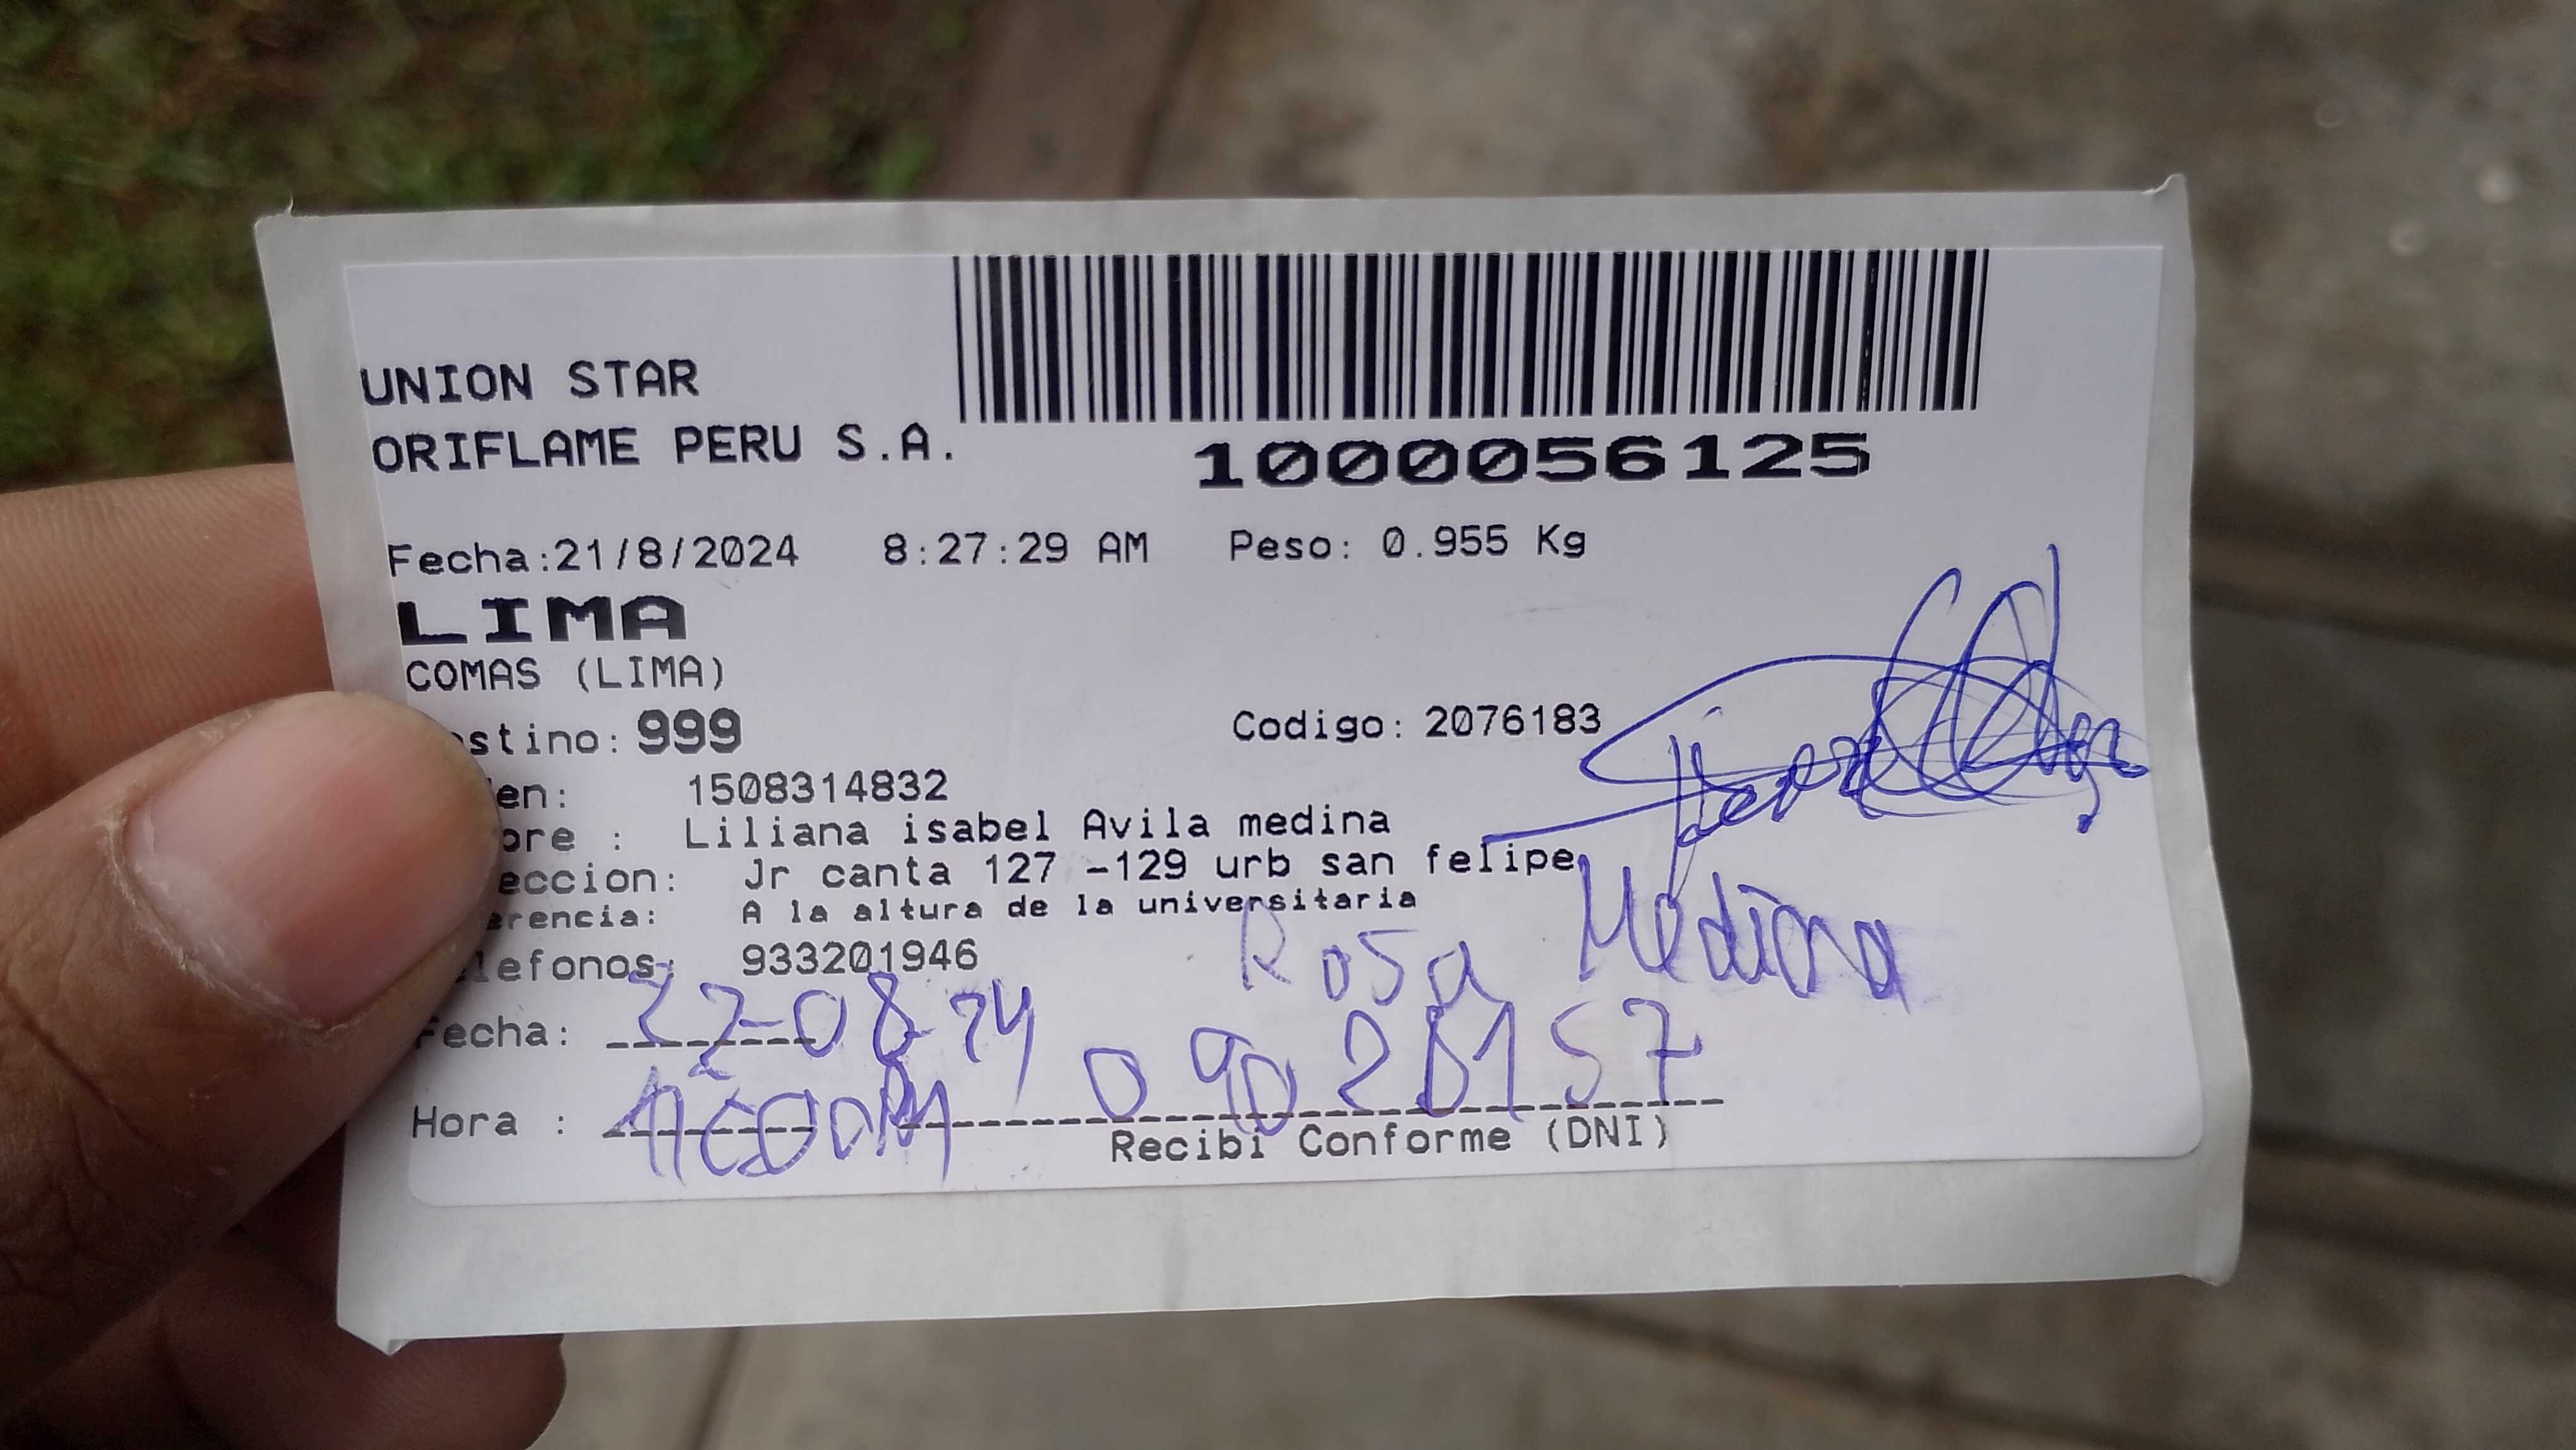 UNION STAR
ORIFLAME PERU S.A.
1000056125
Fecha:21/8/2024 8:27:29 AM Peso: 0.955 Kg
LIMA
COMAS (LIMA)
stino: 999 Codigo: 2076183
en: 1508314832
bre : Liliana isabel Avila medina
eccion: Jr canta 127 -129 urb san felipe
erencia: A la altura de la universitaria
lefonos: 933201946
Rosa Medina
Fecha: 22-08-24
Hora :
Recibi Conforme (DNI)